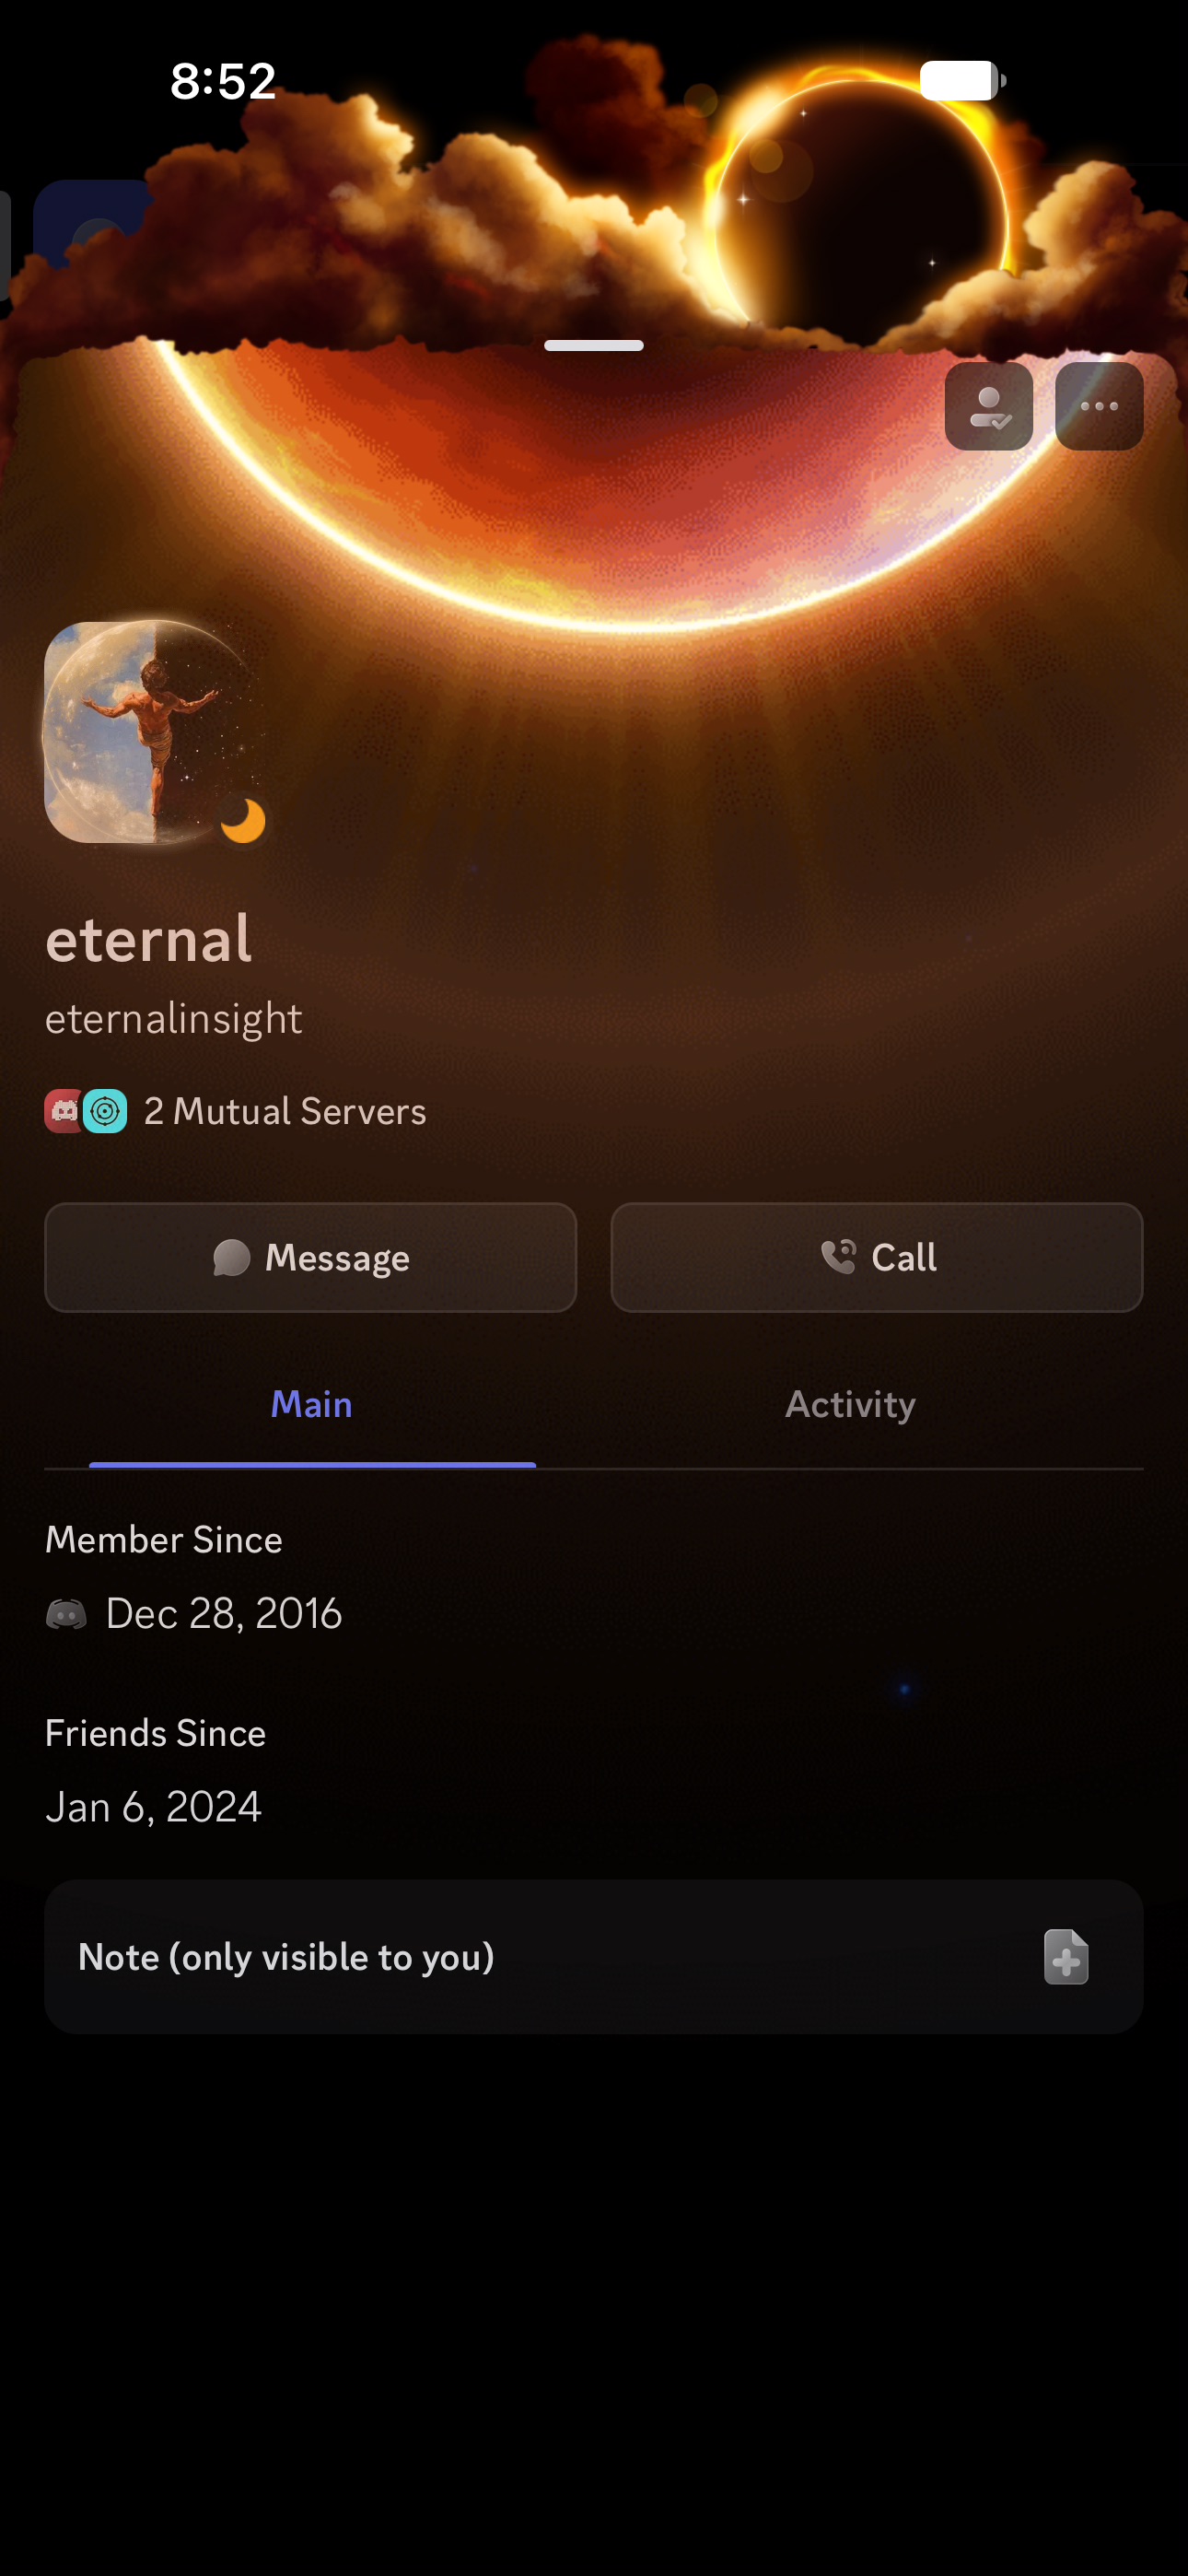 8:52
eternal
eternalinsight
2 Mutual Servers
Message
Call
Main
Activity
Member Since
Dec 28, 2016
Friends Since
Jan 6, 2024
Note (only visible to you)